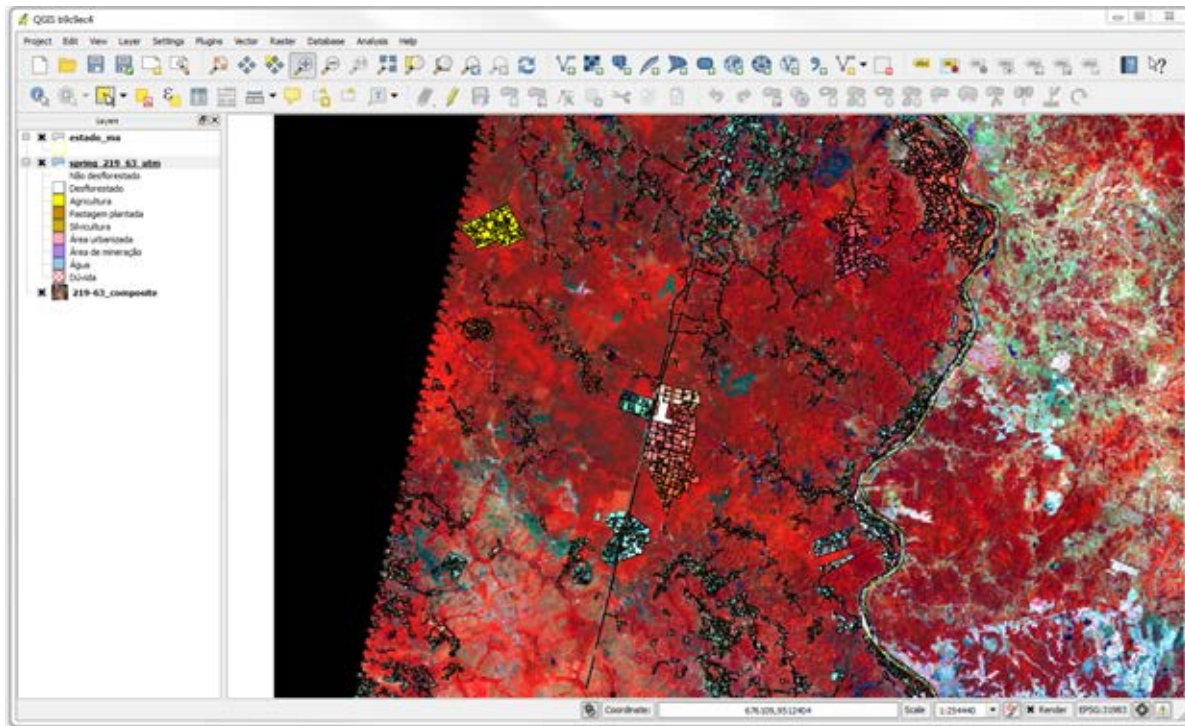 QGIS b9c9ec4
Project Edit View Layer Settings Plugins Vector Raster Database Analysis Help
Layers
estado_ma
spring_219_63_utm
Não desflorestada
Desflorestado
Agricultura
Pastagem plantada
Silvicultura
Área urbanizada
Área de mineração
Água
Dúvida
219-63_composite
Coordinate: 676109,9512404 Scale 1:254440 Render EPSG:31983